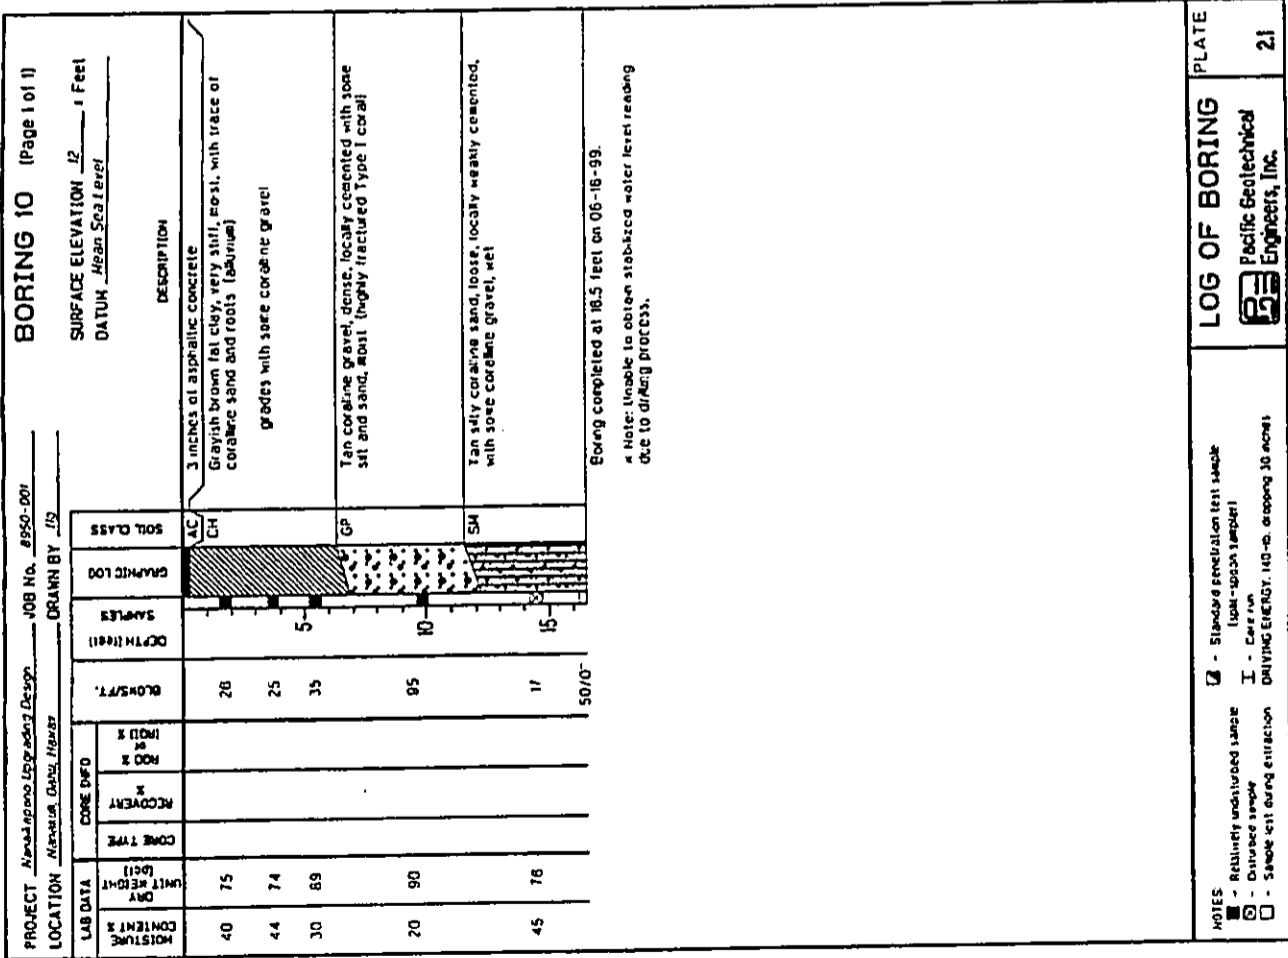 PROJECT Upgrading Design JOB No. 8950-001 BORING 10 (Page 1 of 1)
LOCATION Oahu, Hawaii DRAWN BY
SURFACE ELEVATION 12 ± Feet
DATUM Mean Sea Level
LAB DATA
CORE INFO
MOISTURE CONTENT %
DRY UNIT WEIGHT (pcf)
CORE TYPE
RECOVERY %
RQD % or (ROD) %
BLOWS/FT.
DEPTH (feet)
SAMPLES
GRAPHIC LOG
SOIL CLASS
DESCRIPTION
AC 3 inches of asphaltic concrete
40 75 28 CH Grayish brown fat clay, very stiff, moist, with trace of
coralline sand and roots (alluvium)
44 74 25 grades with some coralline gravel
30 89 35 5
GP Tan coralline gravel, dense, locally cemented with some
silt and sand, moist (highly fractured Type I coral)
20 90 95 10
SM Tan silty coralline sand, loose, locally weakly cemented,
with some coralline gravel, wet
45 76 17 15
50/0"
Boring completed at 16.5 feet on 06-16-99.
* Note: Unable to obtain stabilized water level reading
due to drilling process.
NOTES
- Relatively undisturbed sample
- Disturbed sample
- Sample lost during extraction
- Standard penetration test sample
(split-spoon sampler)
- Core run
DRIVING ENERGY: 140-lb. dropping 30 inches
LOG OF BORING
Pacific Geotechnical
Engineers, Inc.
PLATE
2.1